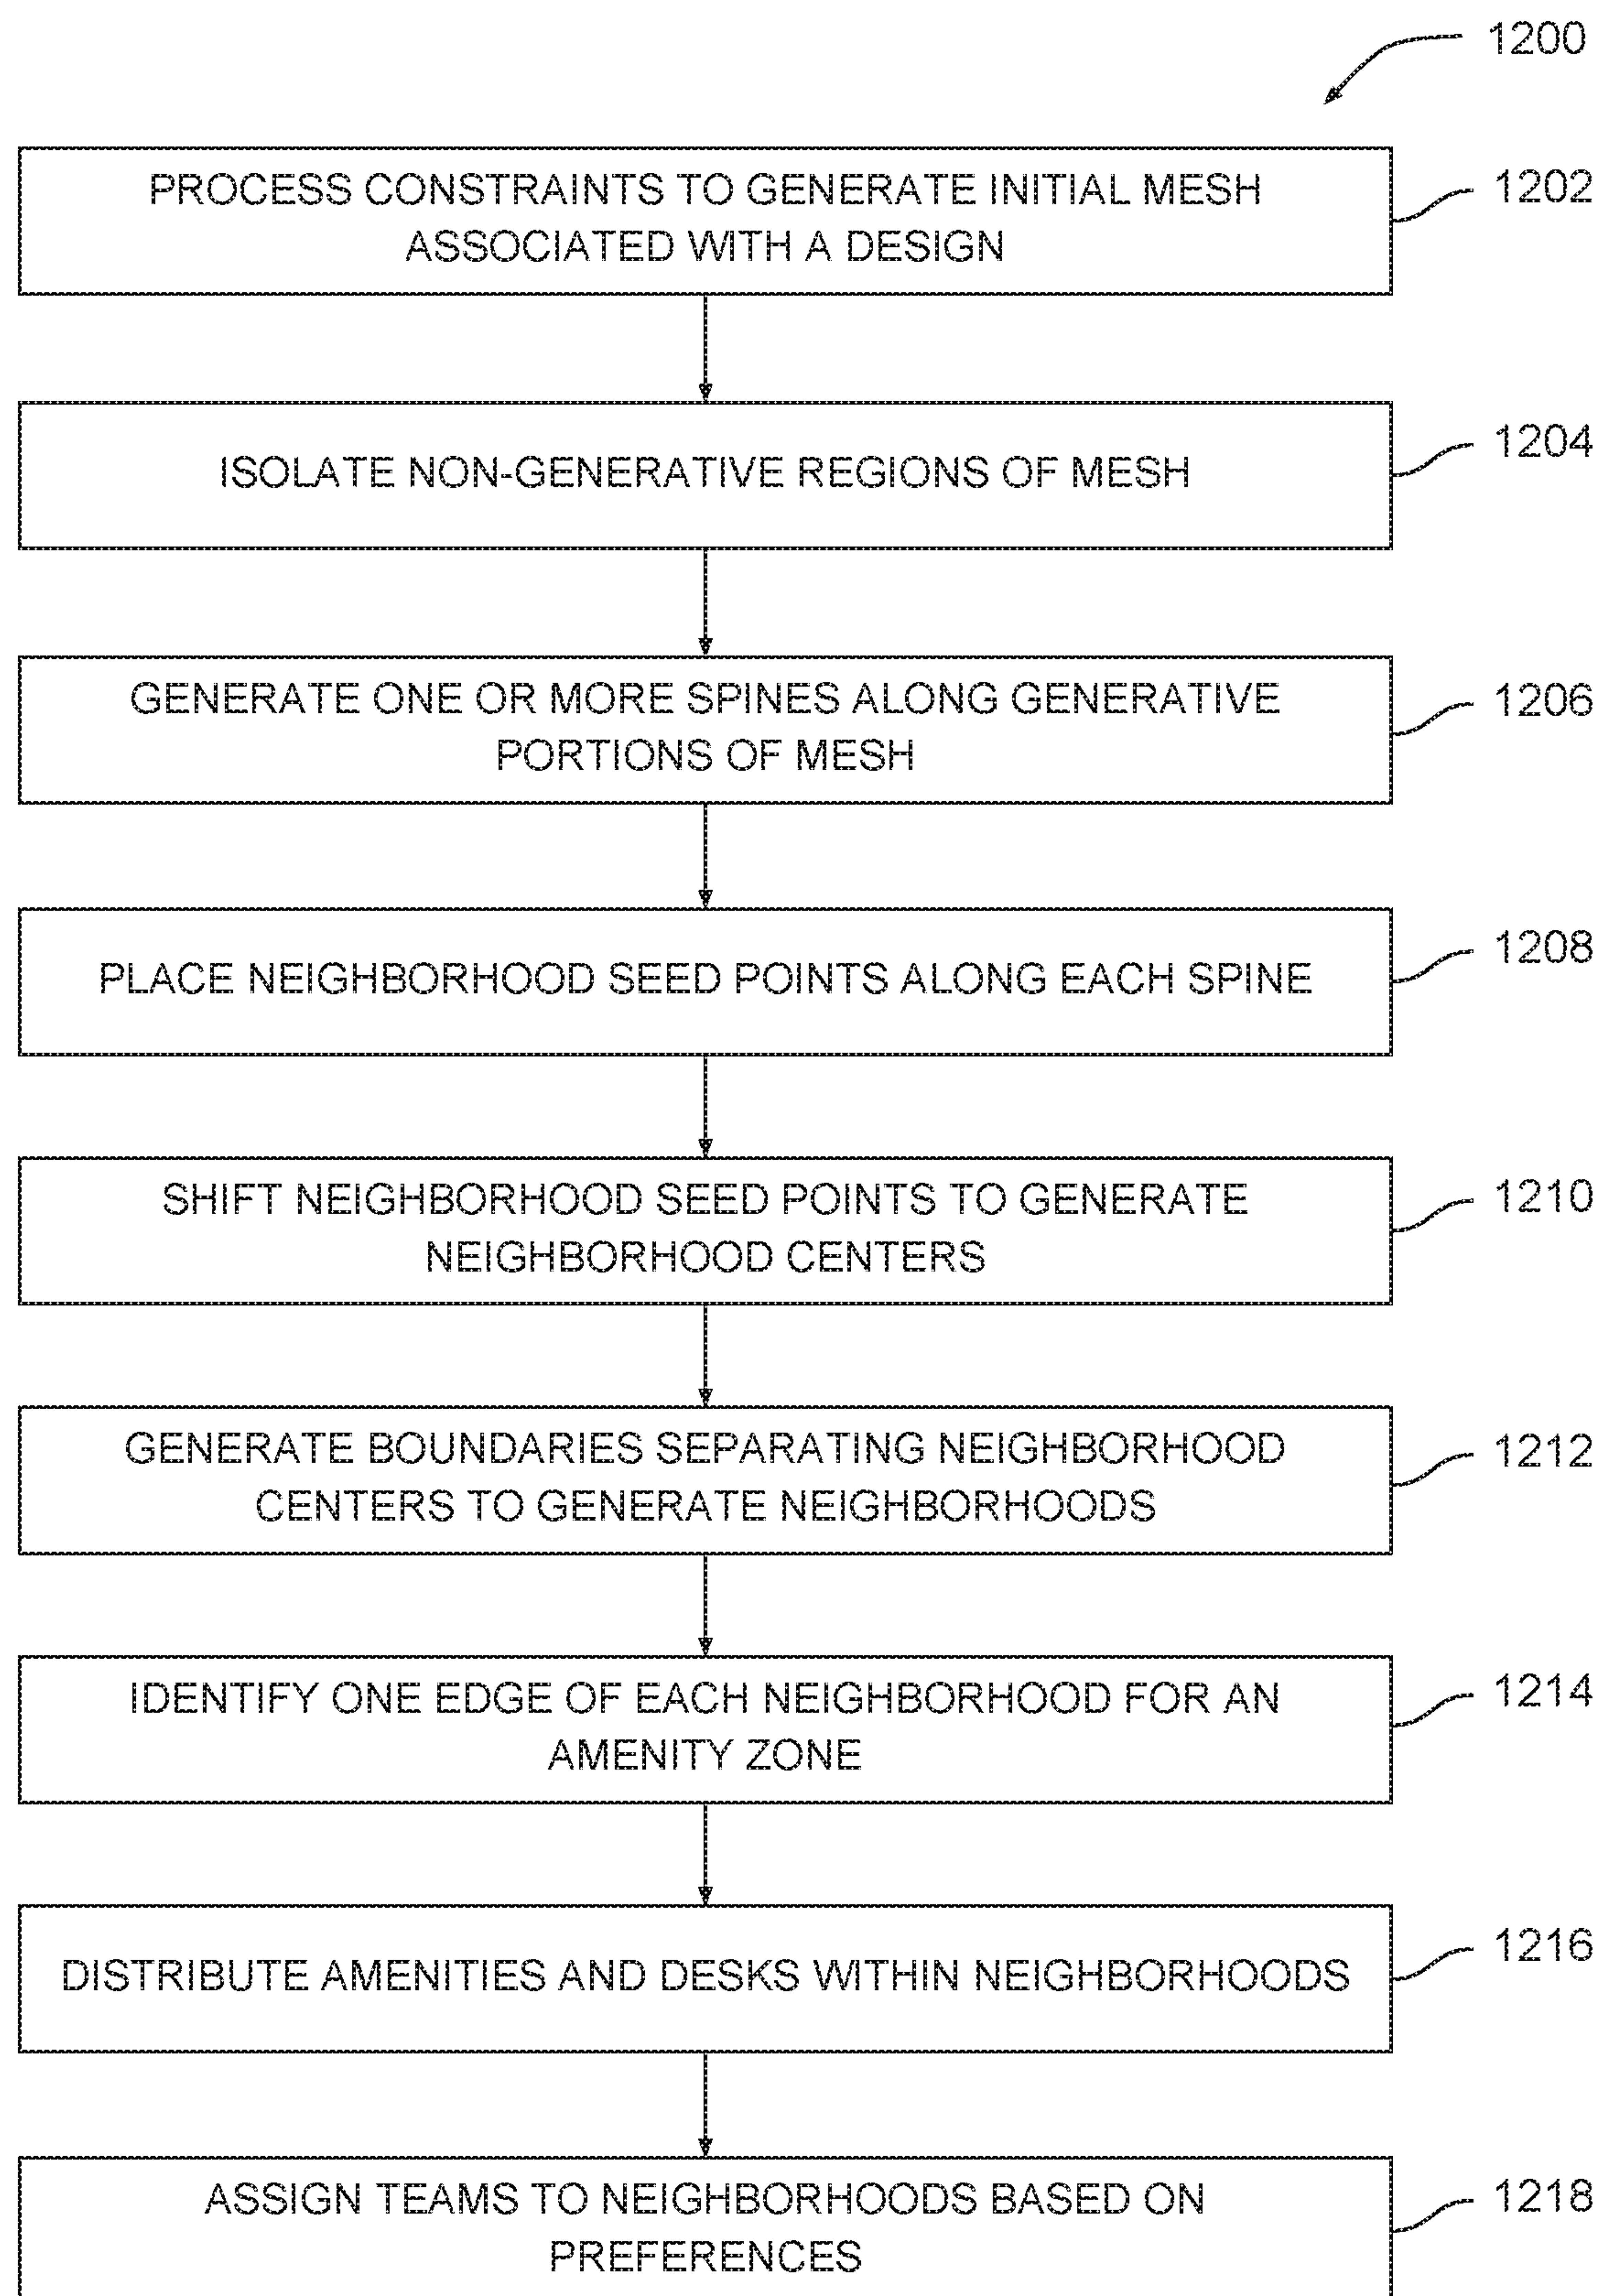 1200
PROCESS CONSTRAINTS TO GENERATE INITIAL MESH
ASSOCIATED WITH A DESIGN
1202
ISOLATE NON-GENERATIVE REGIONS OF MESH
1204
GENERATE ONE OR MORE SPINES ALONG GENERATIVE
PORTIONS OF MESH
1206
PLACE NEIGHBORHOOD SEED POINTS ALONG EACH SPINE
1208
SHIFT NEIGHBORHOOD SEED POINTS TO GENERATE
NEIGHBORHOOD CENTERS
1210
GENERATE BOUNDARIES SEPARATING NEIGHBORHOOD
CENTERS TO GENERATE NEIGHBORHOODS
1212
IDENTIFY ONE EDGE OF EACH NEIGHBORHOOD FOR AN
AMENITY ZONE
1214
DISTRIBUTE AMENITIES AND DESKS WITHIN NEIGHBORHOODS
1216
ASSIGN TEAMS TO NEIGHBORHOODS BASED ON
PREFERENCES
1218